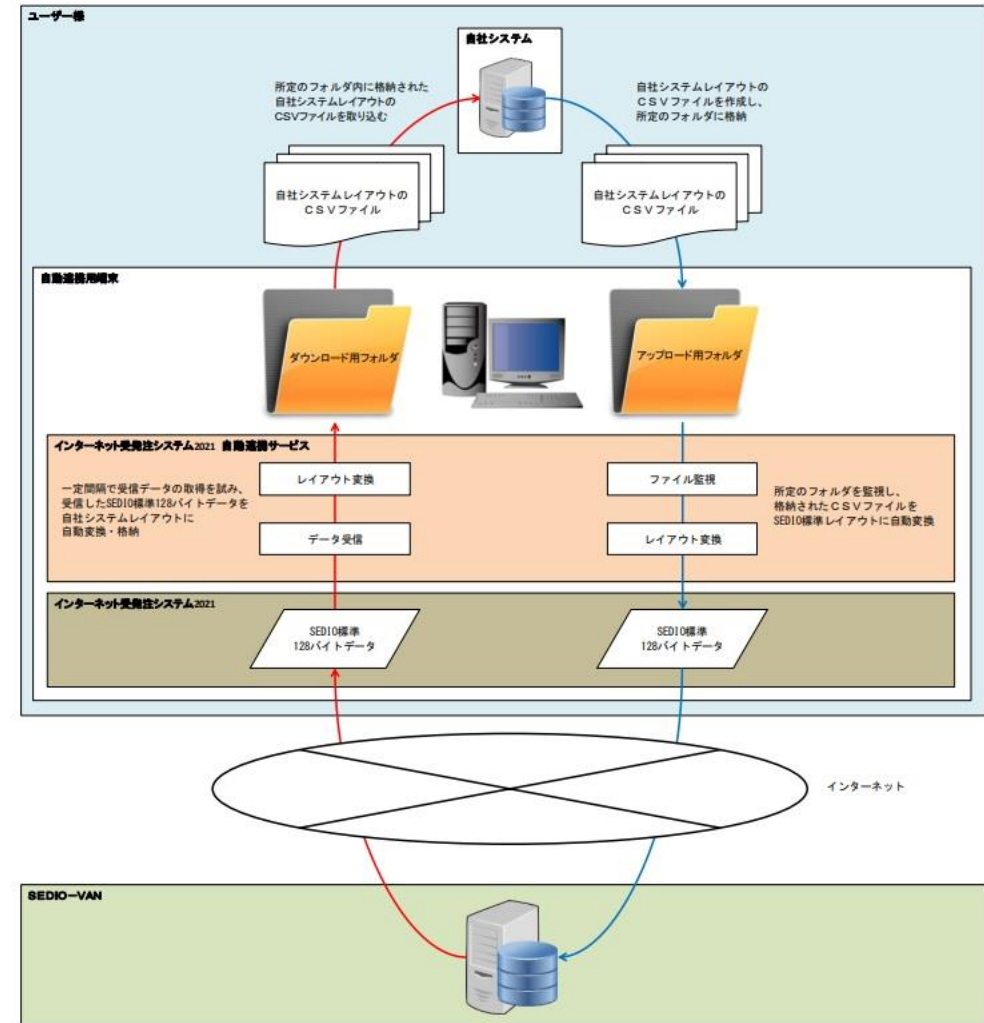 ユーザー様
自社システム
所定のフォルダ内に格納された
自社システムレイアウトの
CSVファイルを取り込む
自社システムレイアウトの
CSVファイルを作成し、
所定のフォルダに格納
自社システムレイアウトの
CSVファイル
自社システムレイアウトの
CSVファイル
自動連携用端末
ダウンロード用フォルダ
アップロード用フォルダ
インターネット受発注システム2021 自動連携サービス
一定間隔で受信データの取得を試み、
受信したSEDIO標準128バイトデータを
自社システムレイアウトに
自動変換・格納
レイアウト変換
データ受信
ファイル監視
レイアウト変換
所定のフォルダを監視し、
格納されたCSVファイルを
SEDIO標準レイアウトに自動変換
インターネット受発注システム2021
SEDIO標準
128バイトデータ
SEDIO標準
128バイトデータ
インターネット
SEDIO-VAN